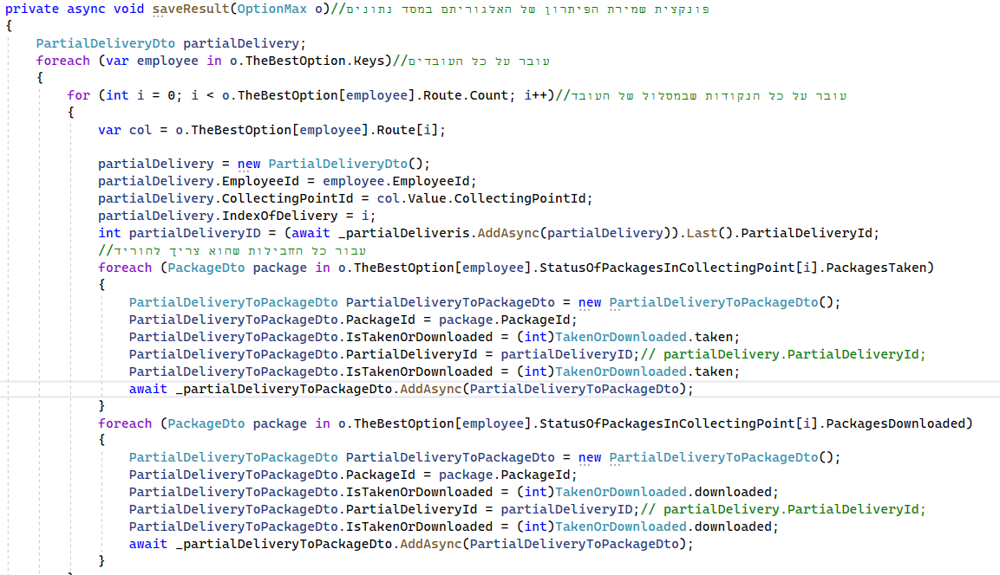 private async void saveResult(OptionMax o)//פונקצית שמירת הפיתרון של האלגוריתם במסד נתונים
{
PartialDeliveryDto partialDelivery;
foreach (var employee in o.TheBestOption.Keys)//עובר על כל העובדים
{
for (int i = 0; i < o.TheBestOption[employee].Route.Count; i++)//עובר על כל הנקודות שבמסלול של העובד
{
var col = o.TheBestOption[employee].Route[i];
partialDelivery = new PartialDeliveryDto();
partialDelivery.EmployeeId = employee.EmployeeId;
partialDelivery.CollectingPointId = col.Value.CollectingPointId;
partialDelivery.IndexOfDelivery = i;
int partialDeliveryID = (await _partialDeliveris.AddAsync(partialDelivery)).Last().PartialDeliveryId;
//עבור כל החבילות שהוא צריך להוריד
foreach (PackageDto package in o.TheBestOption[employee].StatusOfPackagesInCollectingPoint[i].PackagesTaken)
{
PartialDeliveryToPackageDto PartialDeliveryToPackageDto = new PartialDeliveryToPackageDto();
PartialDeliveryToPackageDto.PackageId = package.PackageId;
PartialDeliveryToPackageDto.IsTakenOrDownloaded = (int)TakenOrDownloaded.taken;
PartialDeliveryToPackageDto.PartialDeliveryId = partialDeliveryID;// partialDelivery.PartialDeliveryId;
PartialDeliveryToPackageDto.IsTakenOrDownloaded = (int)TakenOrDownloaded.taken;
await _partialDeliveryToPackageDto.AddAsync(PartialDeliveryToPackageDto);
}
foreach (PackageDto package in o.TheBestOption[employee].StatusOfPackagesInCollectingPoint[i].PackagesDownloaded)
{
PartialDeliveryToPackageDto PartialDeliveryToPackageDto = new PartialDeliveryToPackageDto();
PartialDeliveryToPackageDto.PackageId = package.PackageId;
PartialDeliveryToPackageDto.IsTakenOrDownloaded = (int)TakenOrDownloaded.downloaded;
PartialDeliveryToPackageDto.PartialDeliveryId = partialDeliveryID;// partialDelivery.PartialDeliveryId;
PartialDeliveryToPackageDto.IsTakenOrDownloaded = (int)TakenOrDownloaded.downloaded;
await _partialDeliveryToPackageDto.AddAsync(PartialDeliveryToPackageDto);
}